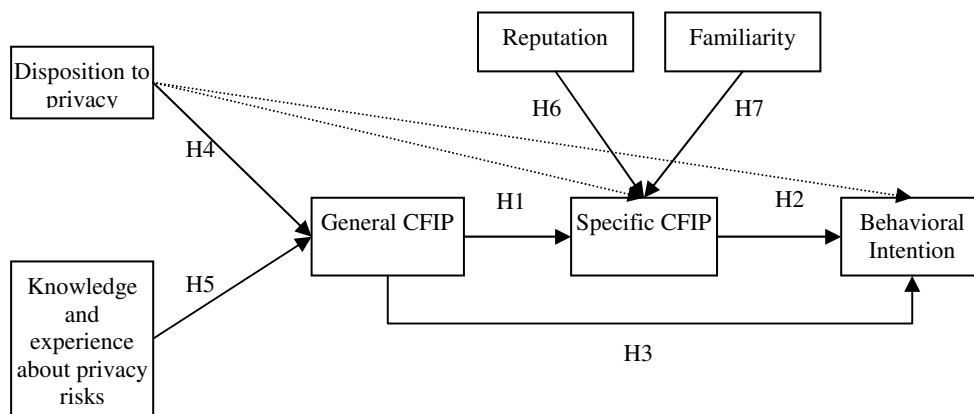 Reputation
Familiarity
Disposition to
privacy
H6
H7
H4
General CFIP
H1
Specific CFIP
H2
Behavioral
Intention
Knowledge
and
experience
about privacy
risks
H5
H3